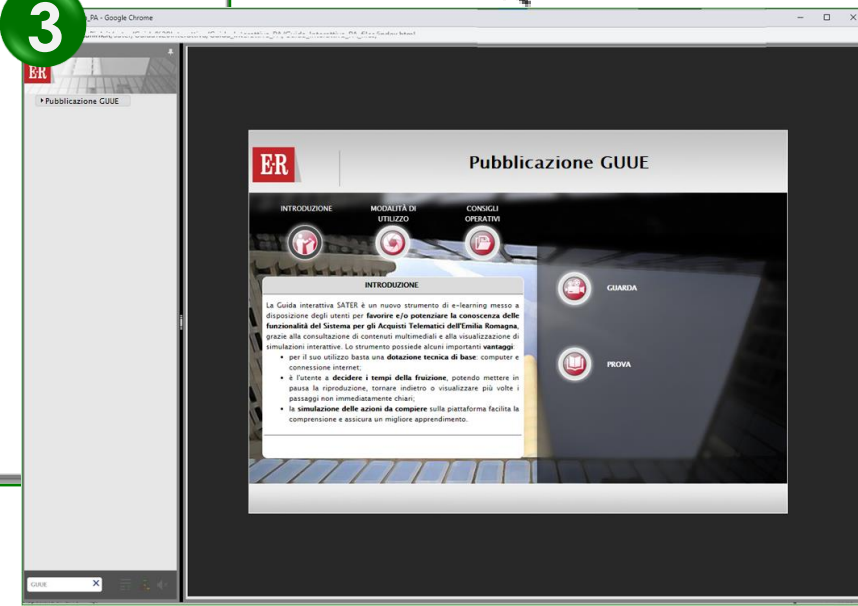 3
_PA - Google Chrome
E·R
Pubblicazione GUUE
E·R
Pubblicazione GUUE
INTRODUZIONE
MODALITÀ DI
UTILIZZO
CONSIGLI
OPERATIVI
INTRODUZIONE
La Guida interattiva SATER è un nuovo strumento di e-learning messo a
disposizione degli utenti per favorire e/o potenziare la conoscenza delle
funzionalità del Sistema per gli Acquisti Telematici dell'Emilia Romagna,
grazie alla consultazione di contenuti multimediali e alla visualizzazione di
simulazioni interattive. Lo strumento possiede alcuni importanti vantaggi:
• per il suo utilizzo basta una dotazione tecnica di base: computer e
connessione internet;
• è l'utente a decidere i tempi della fruizione, potendo mettere in
pausa la riproduzione, tornare indietro o visualizzare più volte i
passaggi non immediatamente chiari;
• la simulazione delle azioni da compiere sulla piattaforma facilita la
comprensione e assicura un migliore apprendimento.
GUARDA
PROVA
GUUE